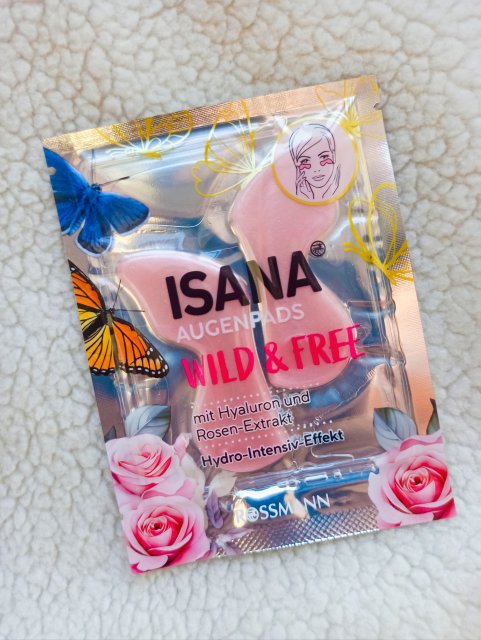 ISANA
AUGENPADS
WILD & FREE
mit Hyaluron und
Rosen-Extrakt
Hydro-Intensiv-Effekt
ROSSMANN